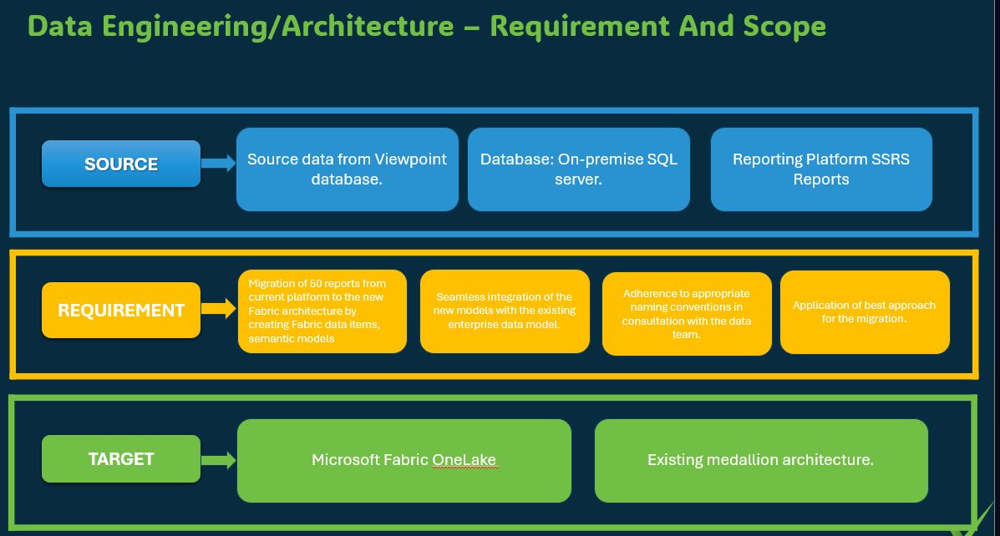 Data Engineering/Architecture – Requirement And Scope
SOURCE
Source data from Viewpoint
database.
Database: On-premise SQL
server.
Reporting Platform SSRS
Reports
REQUIREMENT
Migration of 50 reports from
current platform to the new
Fabric architecture by
creating Fabric data items,
semantic models
Seamless integration of the
new models with the existing
enterprise data model.
Adherence to appropriate
naming conventions in
consultation with the data
team.
Application of best approach
for the migration.
TARGET
Microsoft Fabric OneLake
Existing medallion architecture.